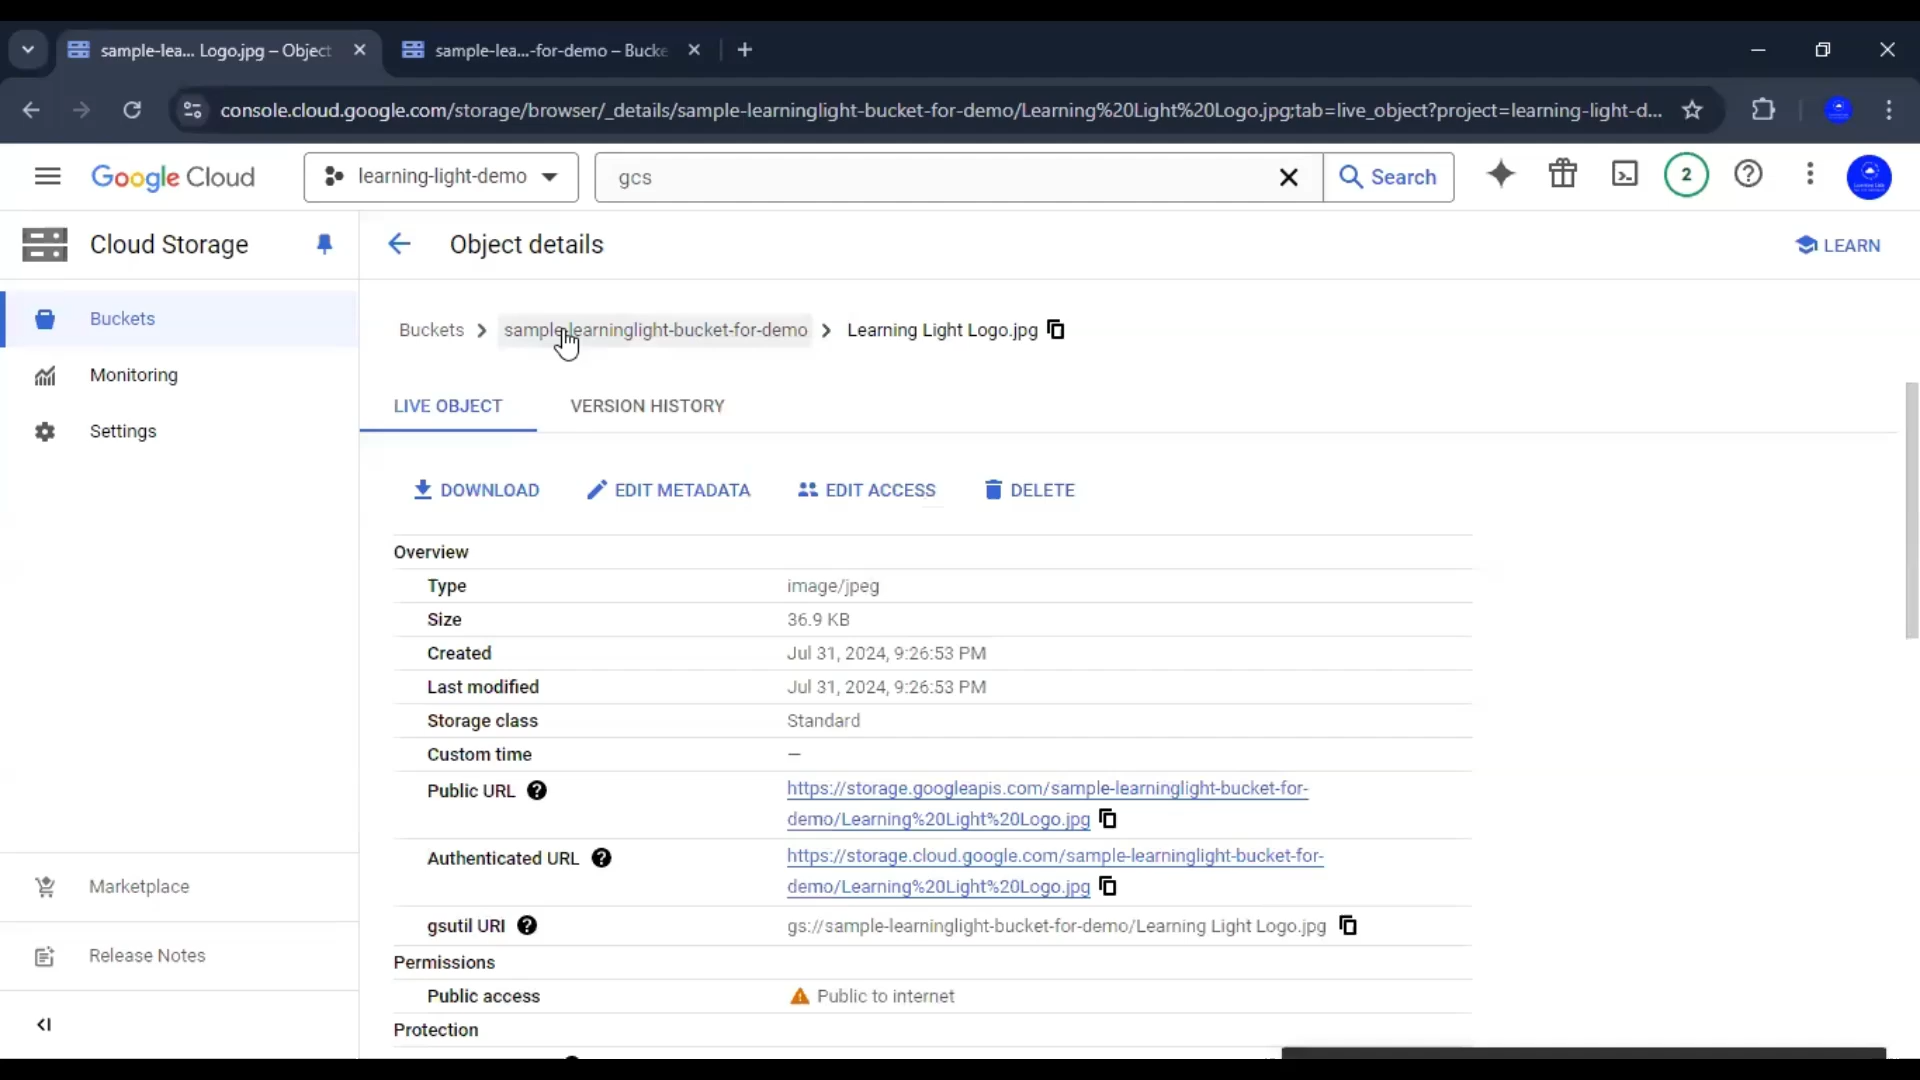 sample-lea... Logo.jpg – Object
sample-lea...-for-demo – Bucke
console.cloud.google.com/storage/browser/_details/sample-learninglight-bucket-for-demo/Learning%20Light%20Logo.jpg;tab=live_object?project=learning-light-d...
Google Cloud
learning-light-demo
gcs
Search
2
Cloud Storage
Object details
LEARN
Buckets
Monitoring
Settings
Marketplace
Release Notes
Buckets > sample-learninglight-bucket-for-demo > Learning Light Logo.jpg
LIVE OBJECT
VERSION HISTORY
DOWNLOAD
EDIT METADATA
EDIT ACCESS
DELETE
Overview
Type image/jpeg
Size 36.9 KB
Created Jul 31, 2024, 9:26:53 PM
Last modified Jul 31, 2024, 9:26:53 PM
Storage class Standard
Custom time —
Public URL https://storage.googleapis.com/sample-learninglight-bucket-for-
demo/Learning%20Light%20Logo.jpg
Authenticated URL https://storage.cloud.google.com/sample-learninglight-bucket-for-
demo/Learning%20Light%20Logo.jpg
gsutil URI gs://sample-learninglight-bucket-for-demo/Learning Light Logo.jpg
Permissions
Public access Public to internet
Protection